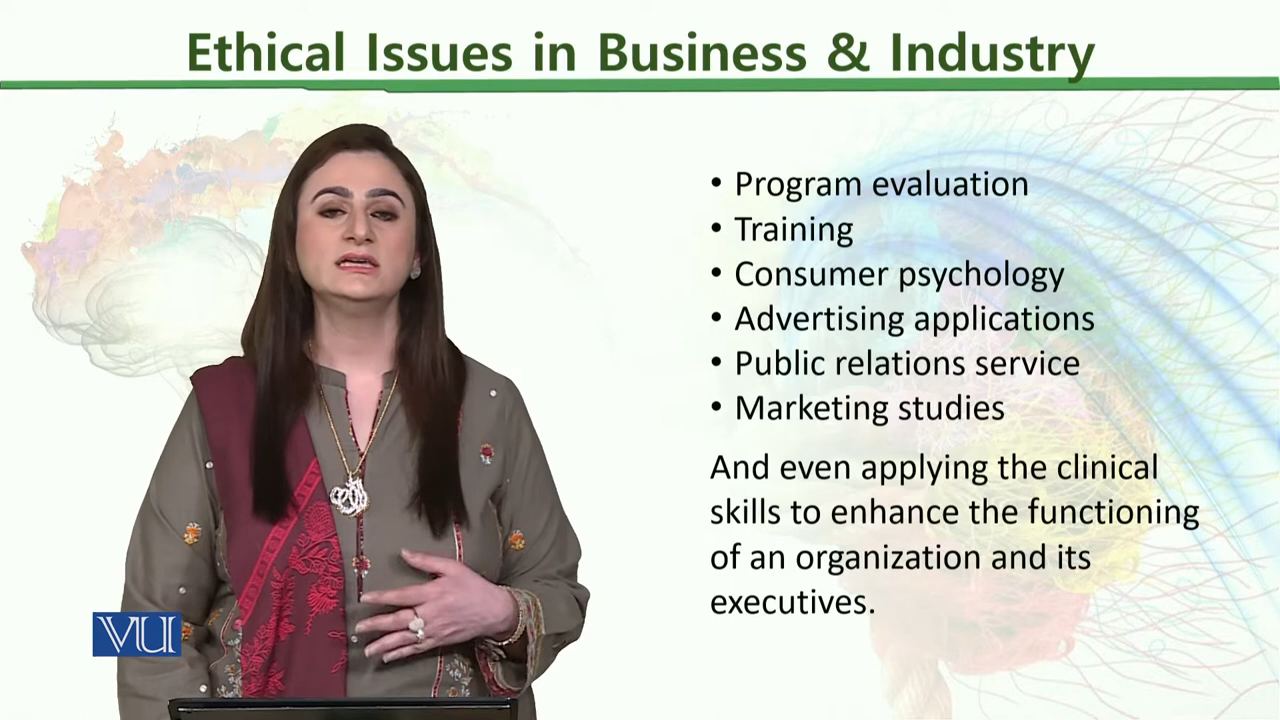 Ethical Issues in Business & Industry
• Program evaluation
• Training
• Consumer psychology
• Advertising applications
• Public relations service
• Marketing studies
And even applying the clinical
skills to enhance the functioning
of an organization and its
executives.
VU